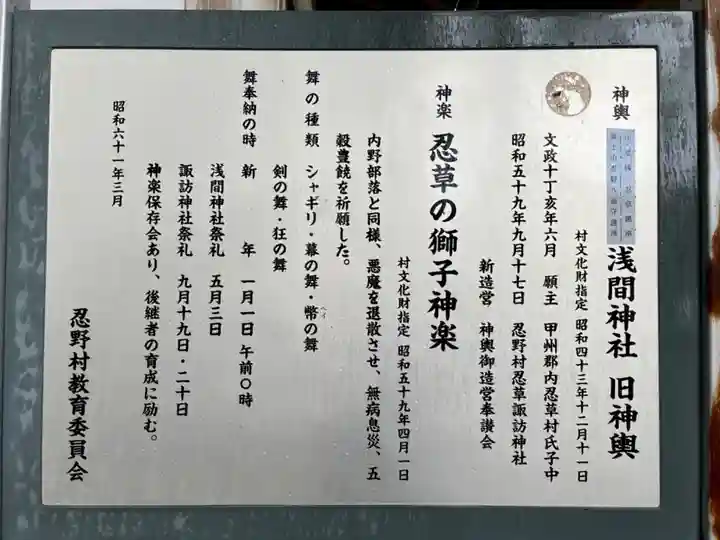 神輿 浅間神社 旧神輿
村文化財指定 昭和四十三年十二月十一日
文政十丁亥年六月 願主 甲州郡内忍草村氏子中
昭和五十九年九月十七日 忍野村忍草諏訪神社
新造営 神輿御造営奉讃会
神楽 忍草の獅子神楽
村文化財指定 昭和五十九年四月一日
内野部落と同様、悪魔を退散させ、無病息災、五
穀豊饒を祈願した。
舞の種類 シャギリ・幕の舞・幣の舞
ヘイ
剣の舞・狂の舞
舞奉納の時 新年 一月一日 午前〇時
浅間神社祭礼 五月三日
諏訪神社祭礼 九月十九日・二十日
神楽保存会あり、後継者の育成に励む。
昭和六十一年三月
忍野村教育委員会